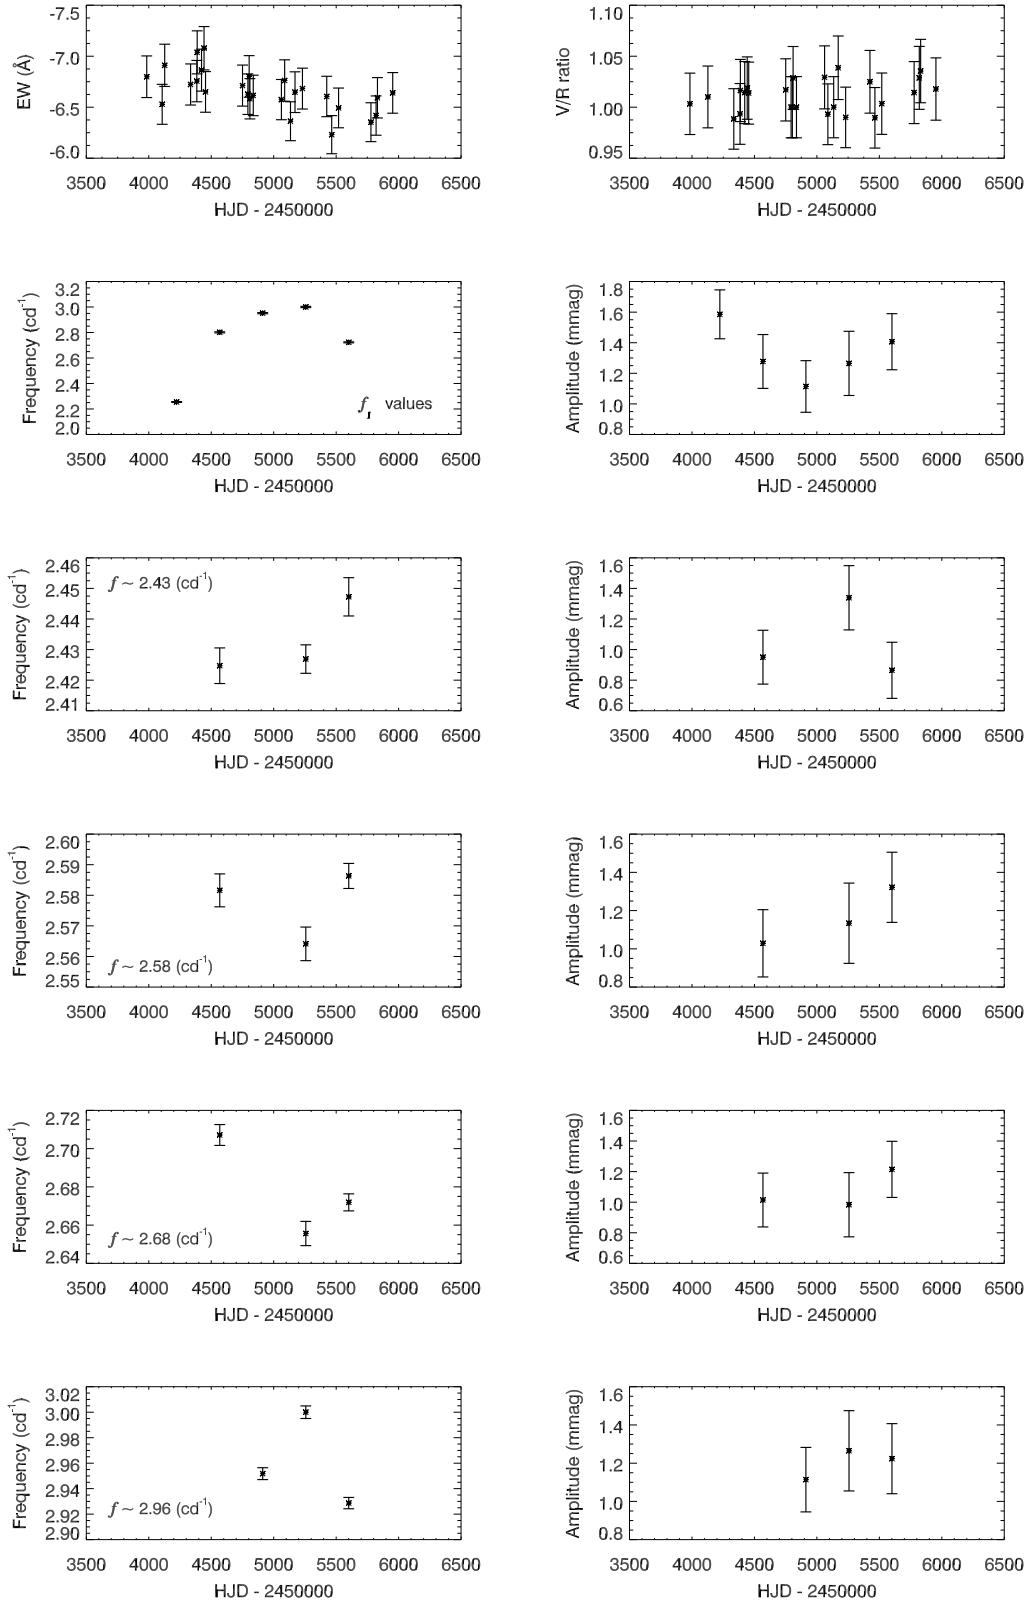 -7.5
-7.0
-6.5
-6.0
EW (Å)
3500 4000 4500 5000 5500 6000 6500
HJD - 2450000
1.10
1.05
1.00
0.95
V/R ratio
3500 4000 4500 5000 5500 6000 6500
HJD - 2450000
3.2
3.0
2.8
2.6
2.4
2.2
2.0
Frequency (cd⁻¹)
f₁ values
3500 4000 4500 5000 5500 6000 6500
HJD - 2450000
1.8
1.6
1.4
1.2
1.0
0.8
Amplitude (mmag)
3500 4000 4500 5000 5500 6000 6500
HJD - 2450000
2.46
2.45
2.44
2.43
2.42
2.41
Frequency (cd⁻¹)
f ~ 2.43 (cd⁻¹)
3500 4000 4500 5000 5500 6000 6500
HJD - 2450000
1.6
1.4
1.2
1.0
0.8
0.6
Amplitude (mmag)
3500 4000 4500 5000 5500 6000 6500
HJD - 2450000
2.60
2.59
2.58
2.57
2.56
2.55
Frequency (cd⁻¹)
f ~ 2.58 (cd⁻¹)
3500 4000 4500 5000 5500 6000 6500
HJD - 2450000
1.6
1.4
1.2
1.0
0.8
Amplitude (mmag)
3500 4000 4500 5000 5500 6000 6500
HJD - 2450000
2.72
2.70
2.68
2.66
2.64
Frequency (cd⁻¹)
f ~ 2.68 (cd⁻¹)
3500 4000 4500 5000 5500 6000 6500
HJD - 2450000
1.6
1.4
1.2
1.0
0.8
0.6
Amplitude (mmag)
3500 4000 4500 5000 5500 6000 6500
HJD - 2450000
3.02
3.00
2.98
2.96
2.94
2.92
2.90
Frequency (cd⁻¹)
f ~ 2.96 (cd⁻¹)
3500 4000 4500 5000 5500 6000 6500
HJD - 2450000
1.6
1.4
1.2
1.0
0.8
Amplitude (mmag)
3500 4000 4500 5000 5500 6000 6500
HJD - 2450000